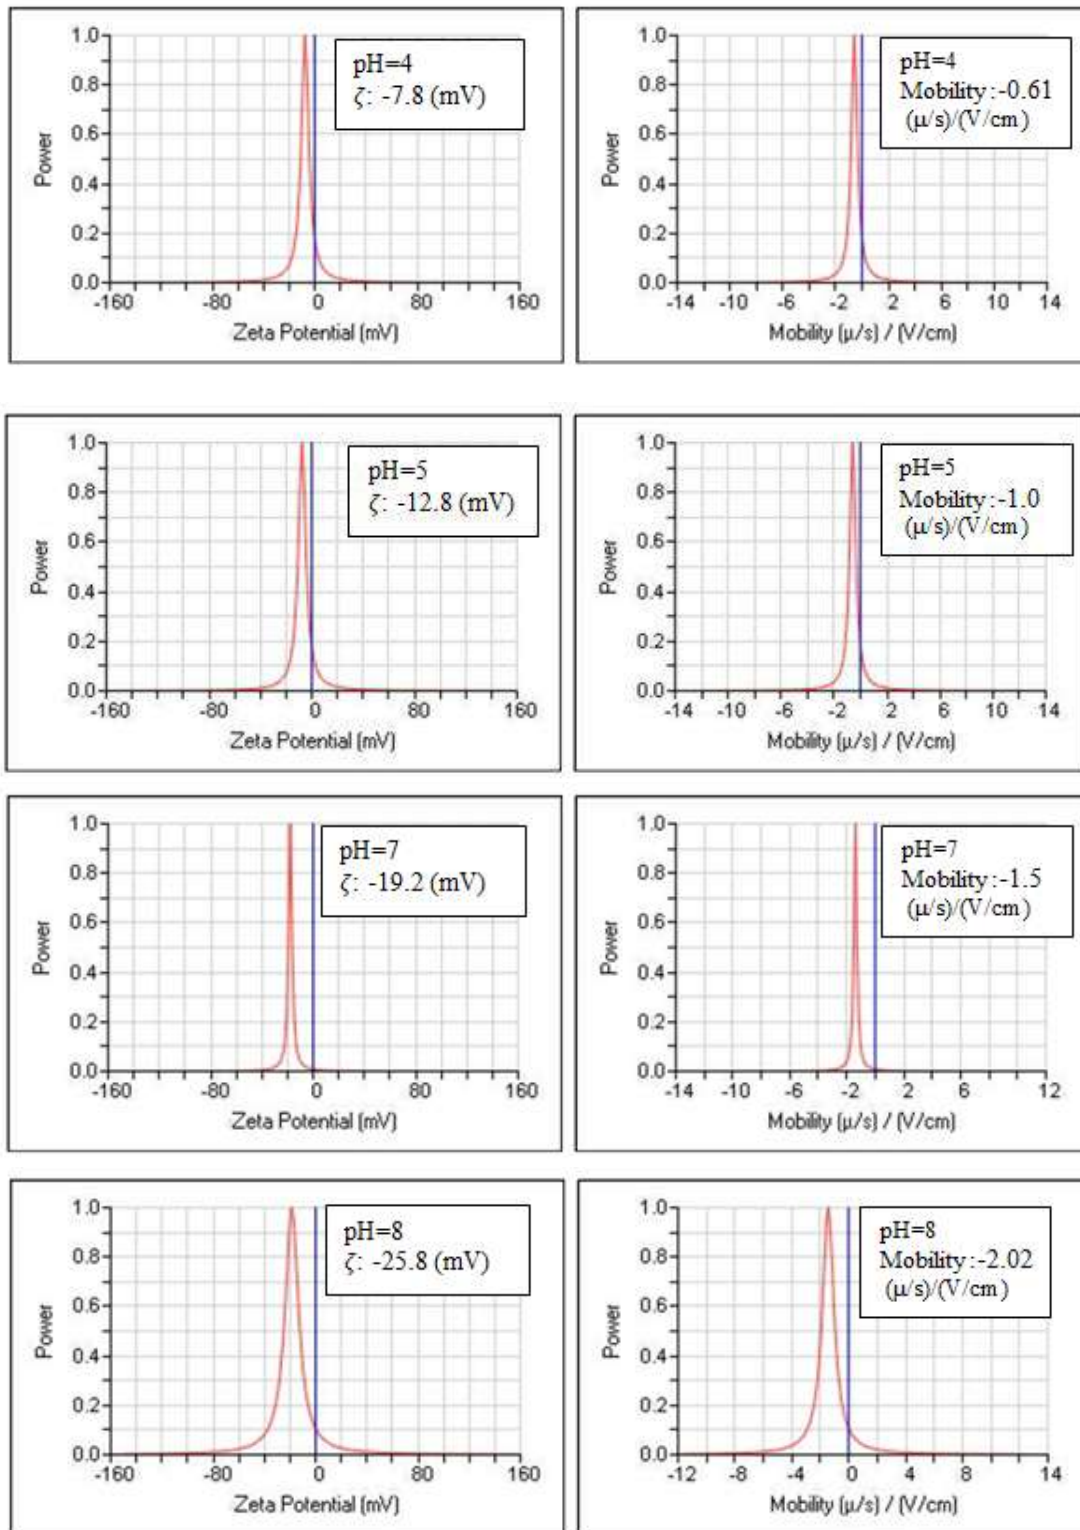 1.0
0.8
0.6
0.4
0.2
0.0
Power
-160
-80
0
80
160
Zeta Potential (mV)
pH=4
ζ: -7.8 (mV)
1.0
0.8
0.6
0.4
0.2
0.0
Power
-14
-10
-6
-2
2
6
10
14
Mobility (µ/s) / (V/cm)
pH=4
Mobility:-0.61
(µ/s)/(V/cm)
1.0
0.8
0.6
0.4
0.2
0.0
Power
-160
-80
0
80
160
Zeta Potential (mV)
pH=5
ζ: -12.8 (mV)
1.0
0.8
0.6
0.4
0.2
0.0
Power
-14
-10
-6
-2
2
6
10
14
Mobility (µ/s) / (V/cm)
pH=5
Mobility:-1.0
(µ/s)/(V/cm)
1.0
0.8
0.6
0.4
0.2
0.0
Power
-160
-80
0
80
160
Zeta Potential (mV)
pH=7
ζ: -19.2 (mV)
1.0
0.8
0.6
0.4
0.2
0.0
Power
-14
-10
-6
-2
2
6
12
Mobility (µ/s) / (V/cm)
pH=7
Mobility:-1.5
(µ/s)/(V/cm)
1.0
0.8
0.6
0.4
0.2
0.0
Power
-160
-80
0
80
160
Zeta Potential (mV)
pH=8
ζ: -25.8 (mV)
1.0
0.8
0.6
0.4
0.2
0.0
Power
-12
-8
-4
0
4
8
14
Mobility (µ/s) / (V/cm)
pH=8
Mobility:-2.02
(µ/s)/(V/cm)